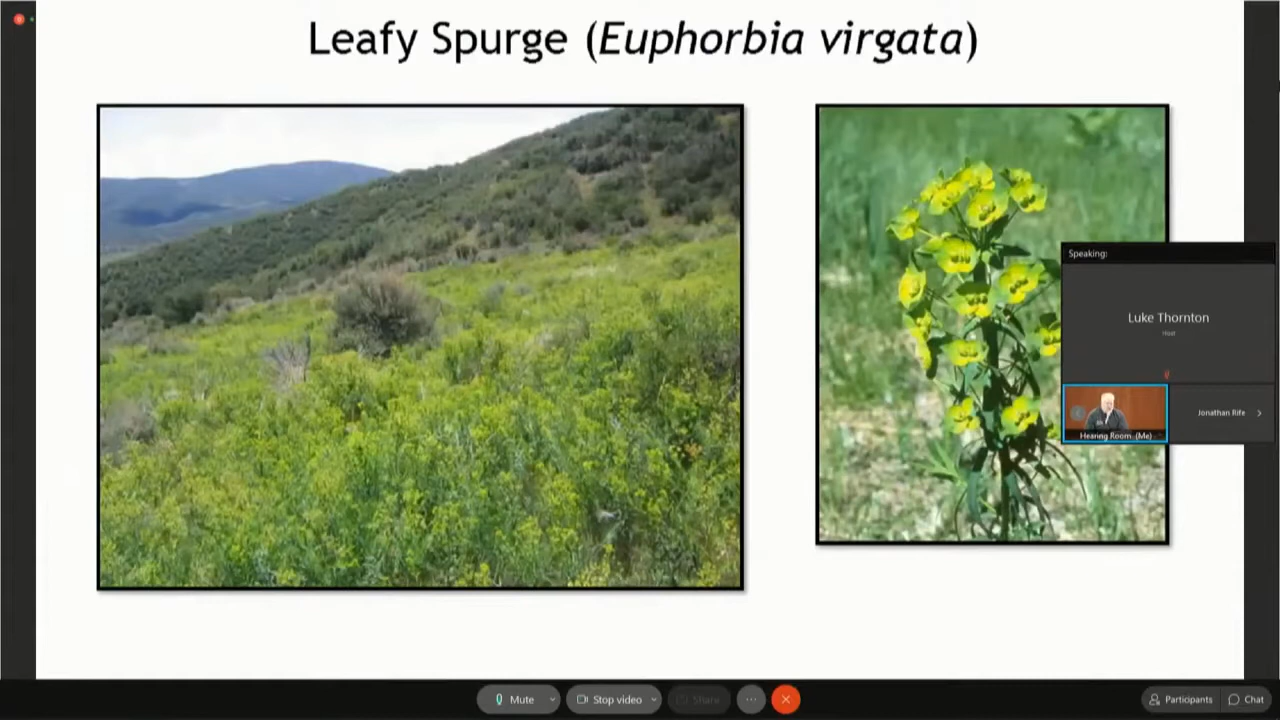 Leafy Spurge (Euphorbia virgata)
Speaking:
Luke Thornton
Host
Hearing Room (Me)
Jonathan Rife
Mute
Stop video
Share
Participants
Chat